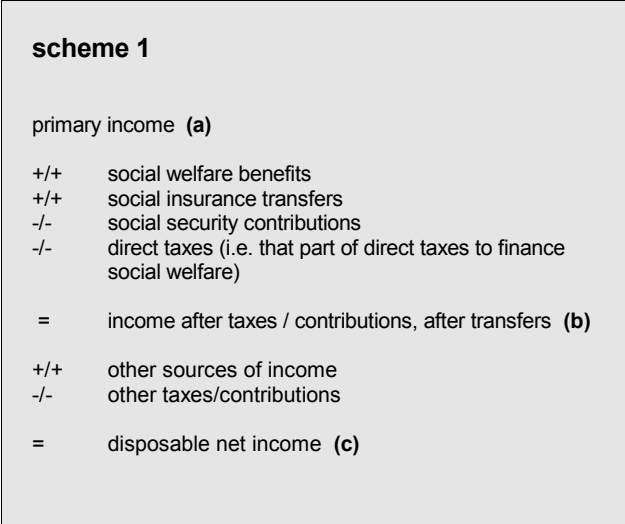 scheme 1
primary income (a)
+/+ social welfare benefits
+/+ social insurance transfers
-/- social security contributions
-/- direct taxes (i.e. that part of direct taxes to finance
social welfare)
= income after taxes / contributions, after transfers (b)
+/+ other sources of income
-/- other taxes/contributions
= disposable net income (c)